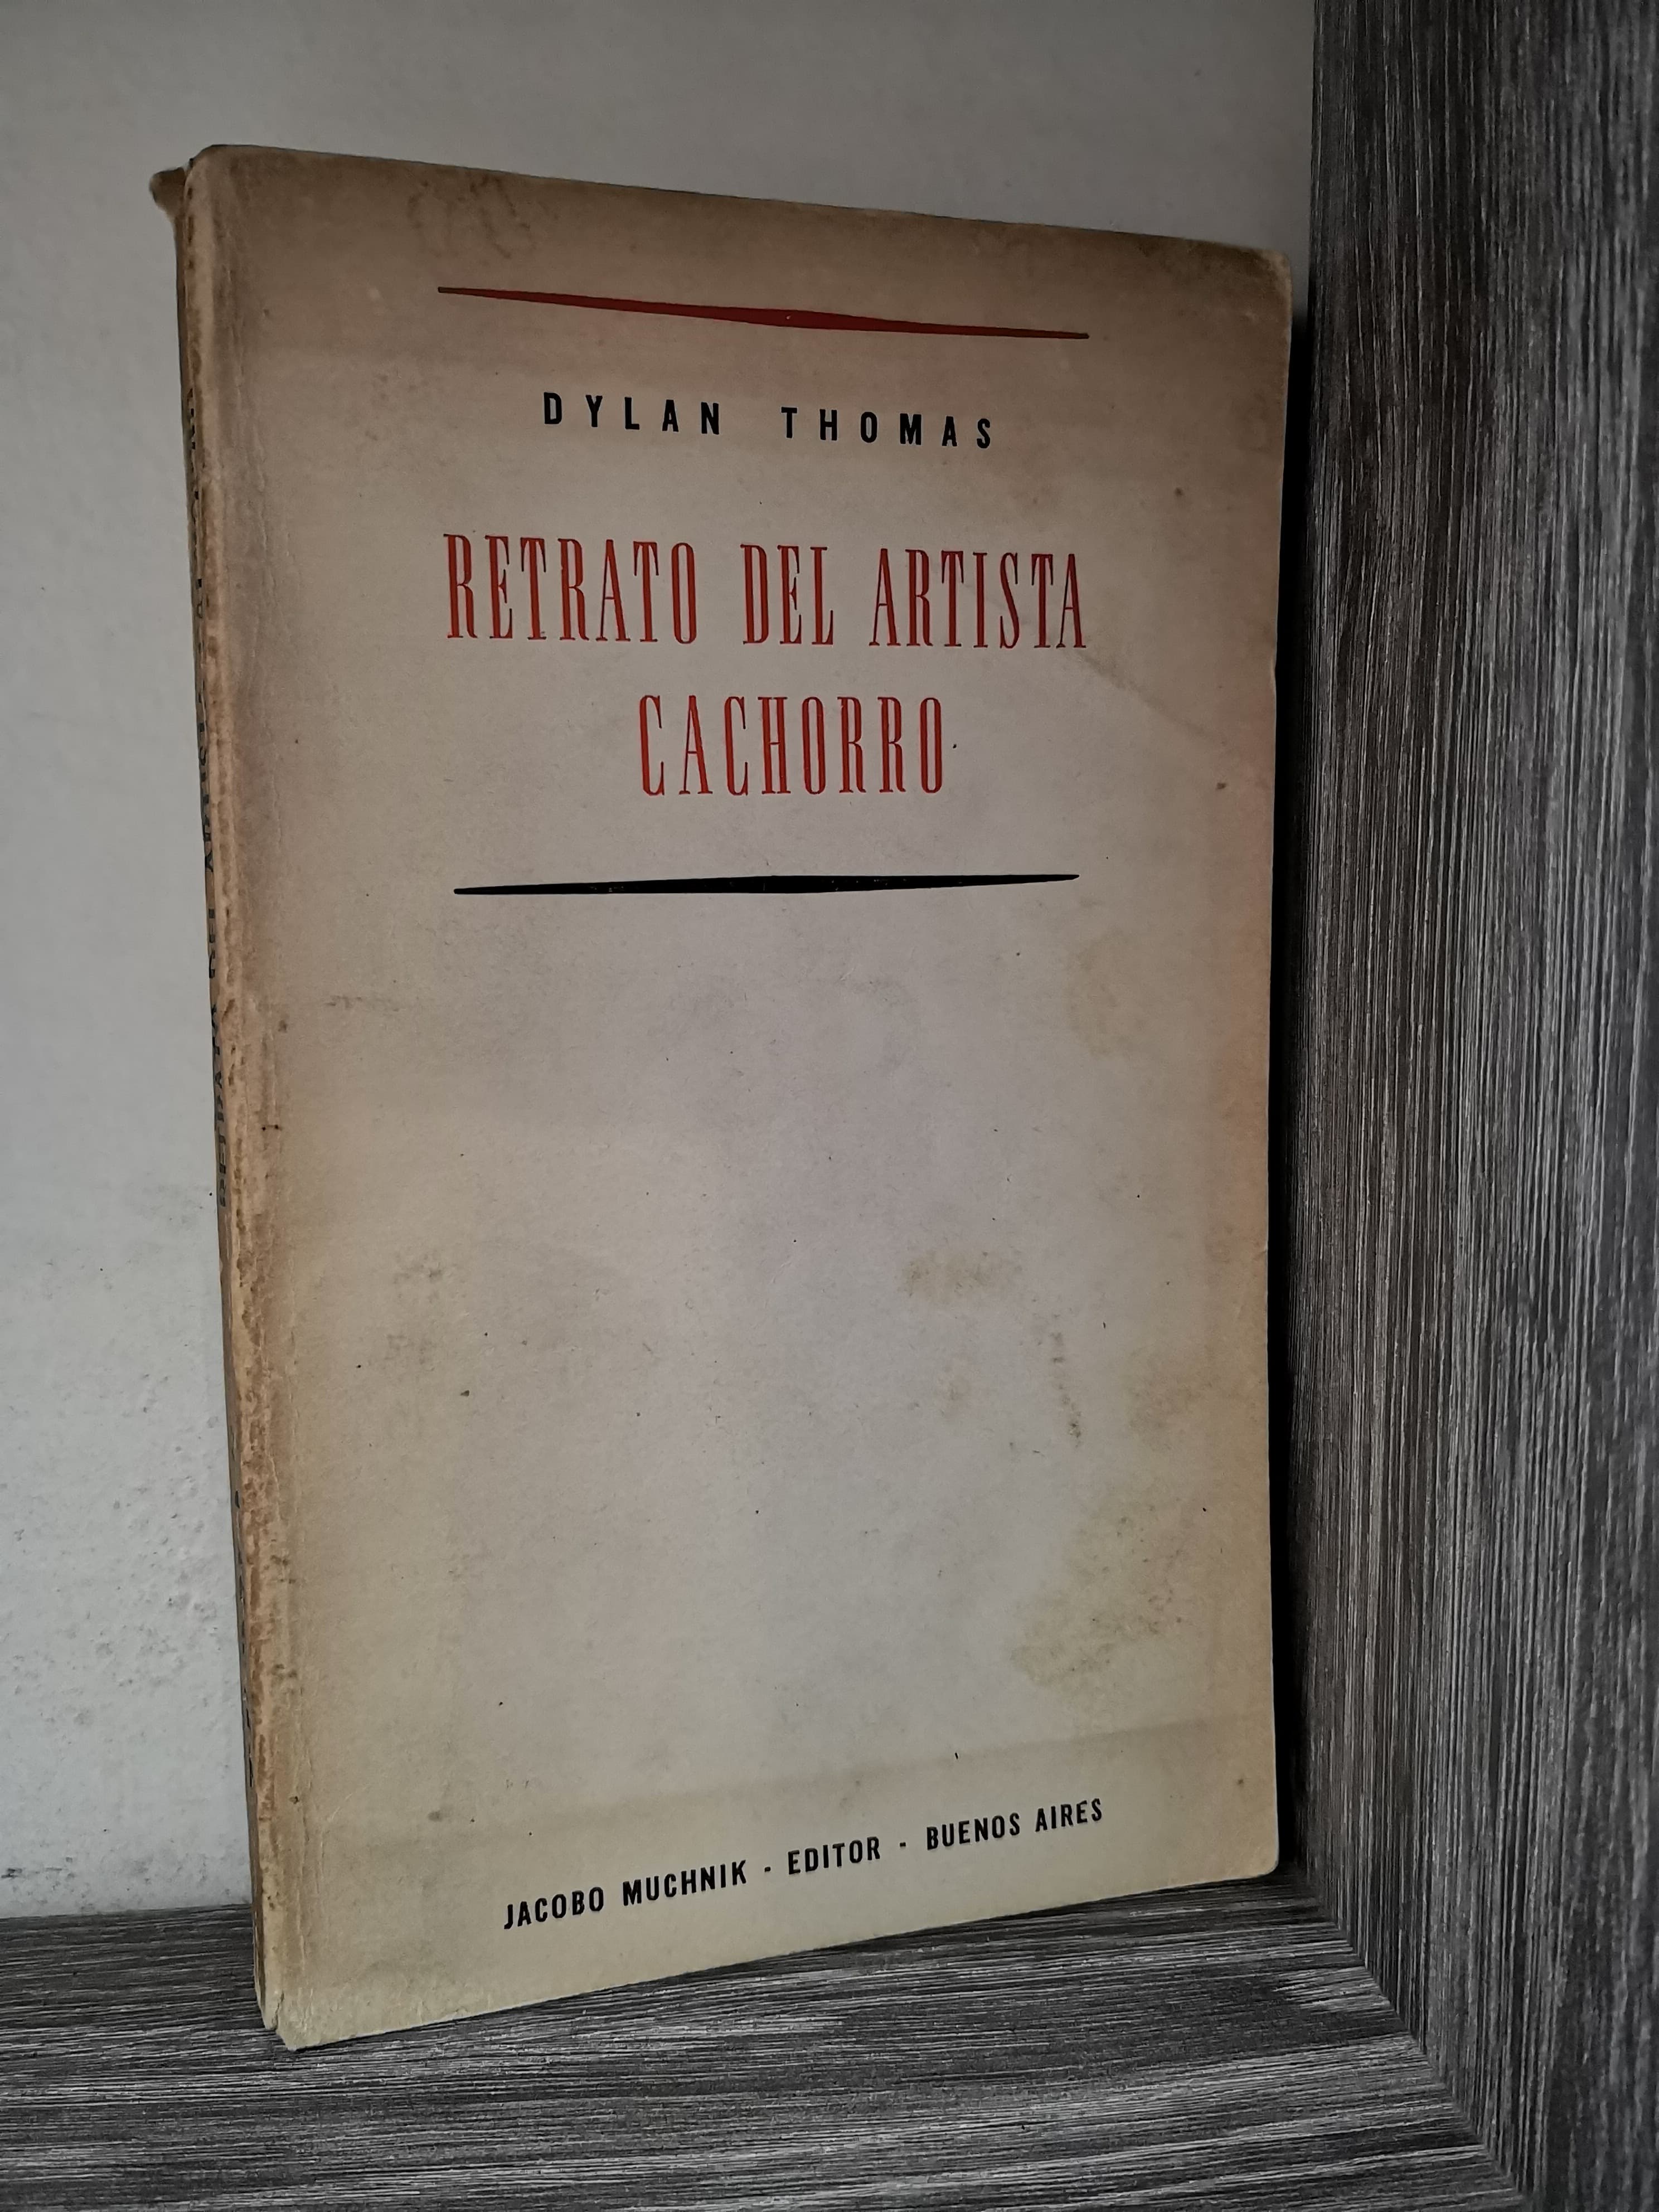 DYLAN THOMAS
RETRATO DEL ARTISTA
CACHORRO
JACOBO MUCHNIK - EDITOR - BUENOS AIRES